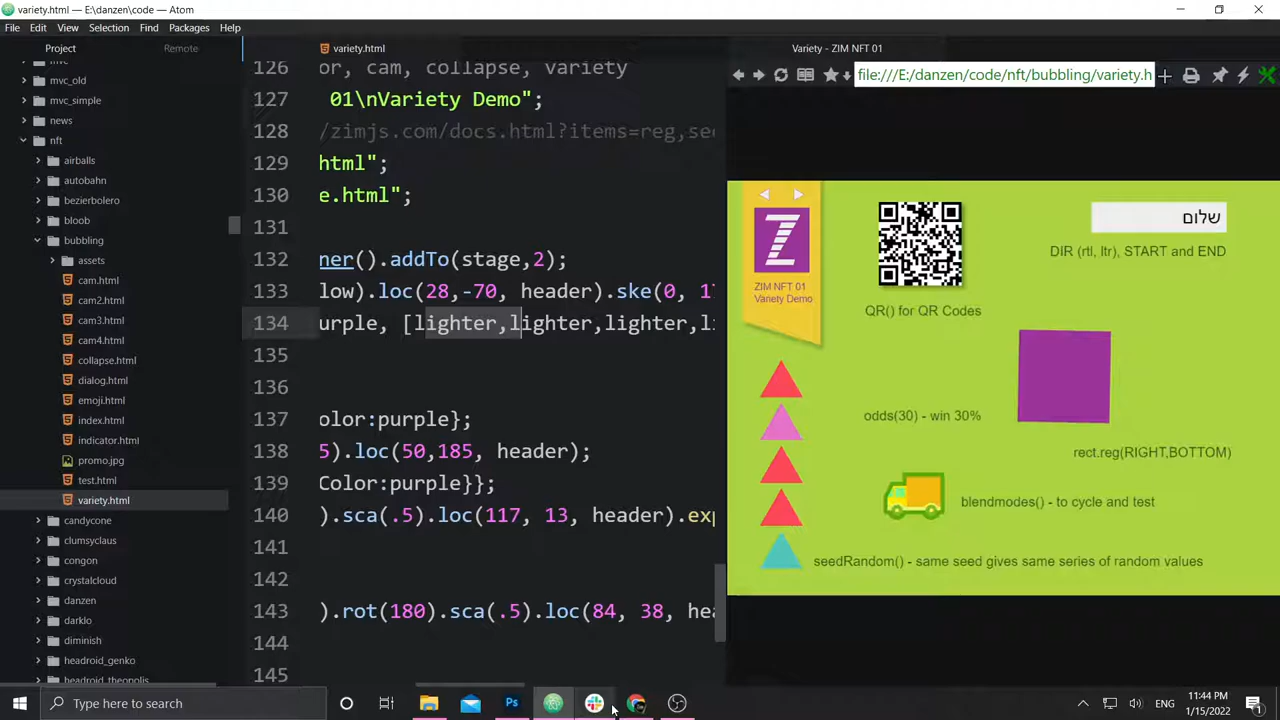 variety.html — E:\danzen\code — Atom
File Edit View Selection Find Packages Help
Project Remote
mvc_old
mvc_simple
news
nft
airballs
autobahn
bezierbolero
bloob
bubbling
assets
cam.html
cam2.html
cam3.html
cam4.html
collapse.html
dialog.html
emoji.html
index.html
indicator.html
promo.jpg
test.html
variety.html
candycone
clumsyclaus
congon
crystalcloud
danzen
darklo
diminish
headroid_genko
headroid_theopolis
variety.html
126 or, cam, collapse, variety
127 01\nVariety Demo";
128 /zimjs.com/docs.html?items=reg,see
129 html";
130 e.html";
131
132 ner().addTo(stage,2);
133 low).loc(28,-70, header).ske(0, 17
134 urple, [lighter,lighter,lighter,li
135
136
137 olor:purple};
138 5).loc(50,185, header);
139 Color:purple}};
140 ).sca(.5).loc(117, 13, header).exp
141
142
143 ).rot(180).sca(.5).loc(84, 38, hea
144
145
Variety - ZIM NFT 01
file:///E:/danzen/code/nft/bubbling/variety.h
Z
ZIM NFT 01
Variety Demo
QR() for QR Codes
שלום
DIR (rtl, ltr), START and END
odds(30) - win 30%
rect.reg(RIGHT,BOTTOM)
blendmodes() - to cycle and test
seedRandom() - same seed gives same series of random values
Type here to search
Ps
ENG
11:44 PM
1/15/2022
1